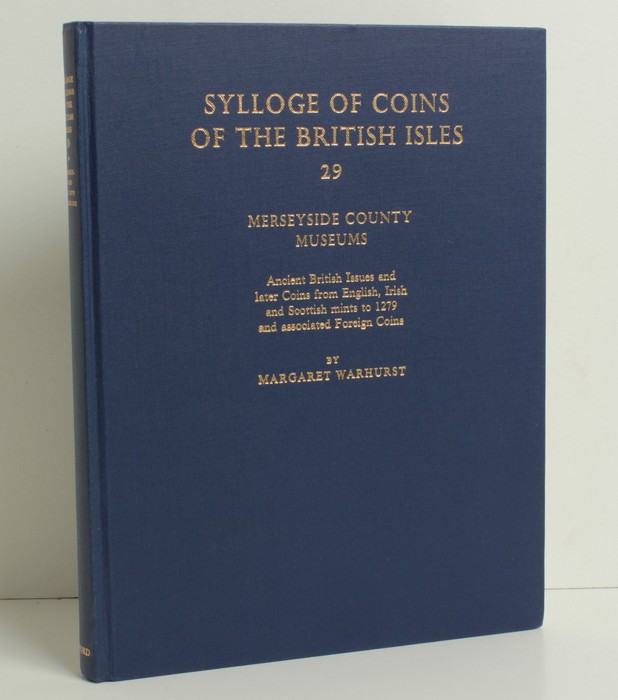 SYLLOGE OF COINS
OF THE BRITISH ISLES
29
MERSEYSIDE COUNTY
MUSEUMS
Ancient British Issues and
later Coins from English, Irish
and Scottish mints to 1279
and associated Foreign Coins
BY
MARGARET WARHURST